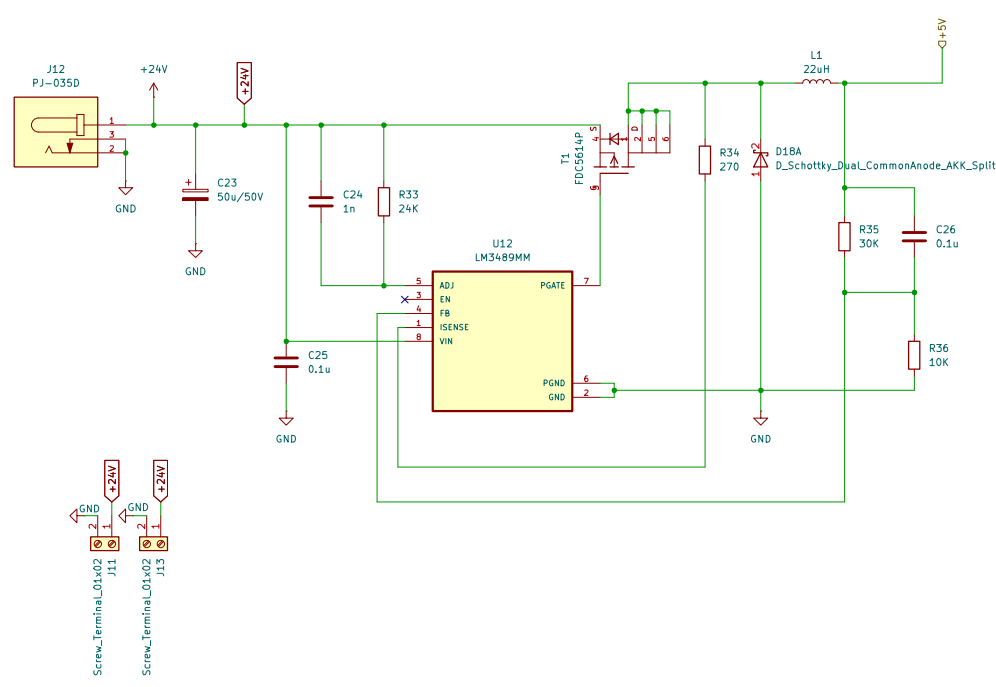 D+5V
J12
PJ-035D
+24V
+24V
L1
22uH
1
3
2
GND
+
C23
50u/50V
GND
C24
1n
R33
24K
T1
FDC5614P
S
4
D
1
2
5
6
G
3
R34
270
2
1
D18A
D_Schottky_Dual_CommonAnode_AKK_Split
R35
30K
C26
0.1u
R36
10K
U12
LM3489MM
5
ADJ
3
EN
4
FB
1
ISENSE
8
VIN
PGATE
7
PGND
6
GND
2
C25
0.1u
GND
GND
+24V
+24V
GND
GND
2
1
2
1
J11
Screw_Terminal_01x02
J13
Screw_Terminal_01x02